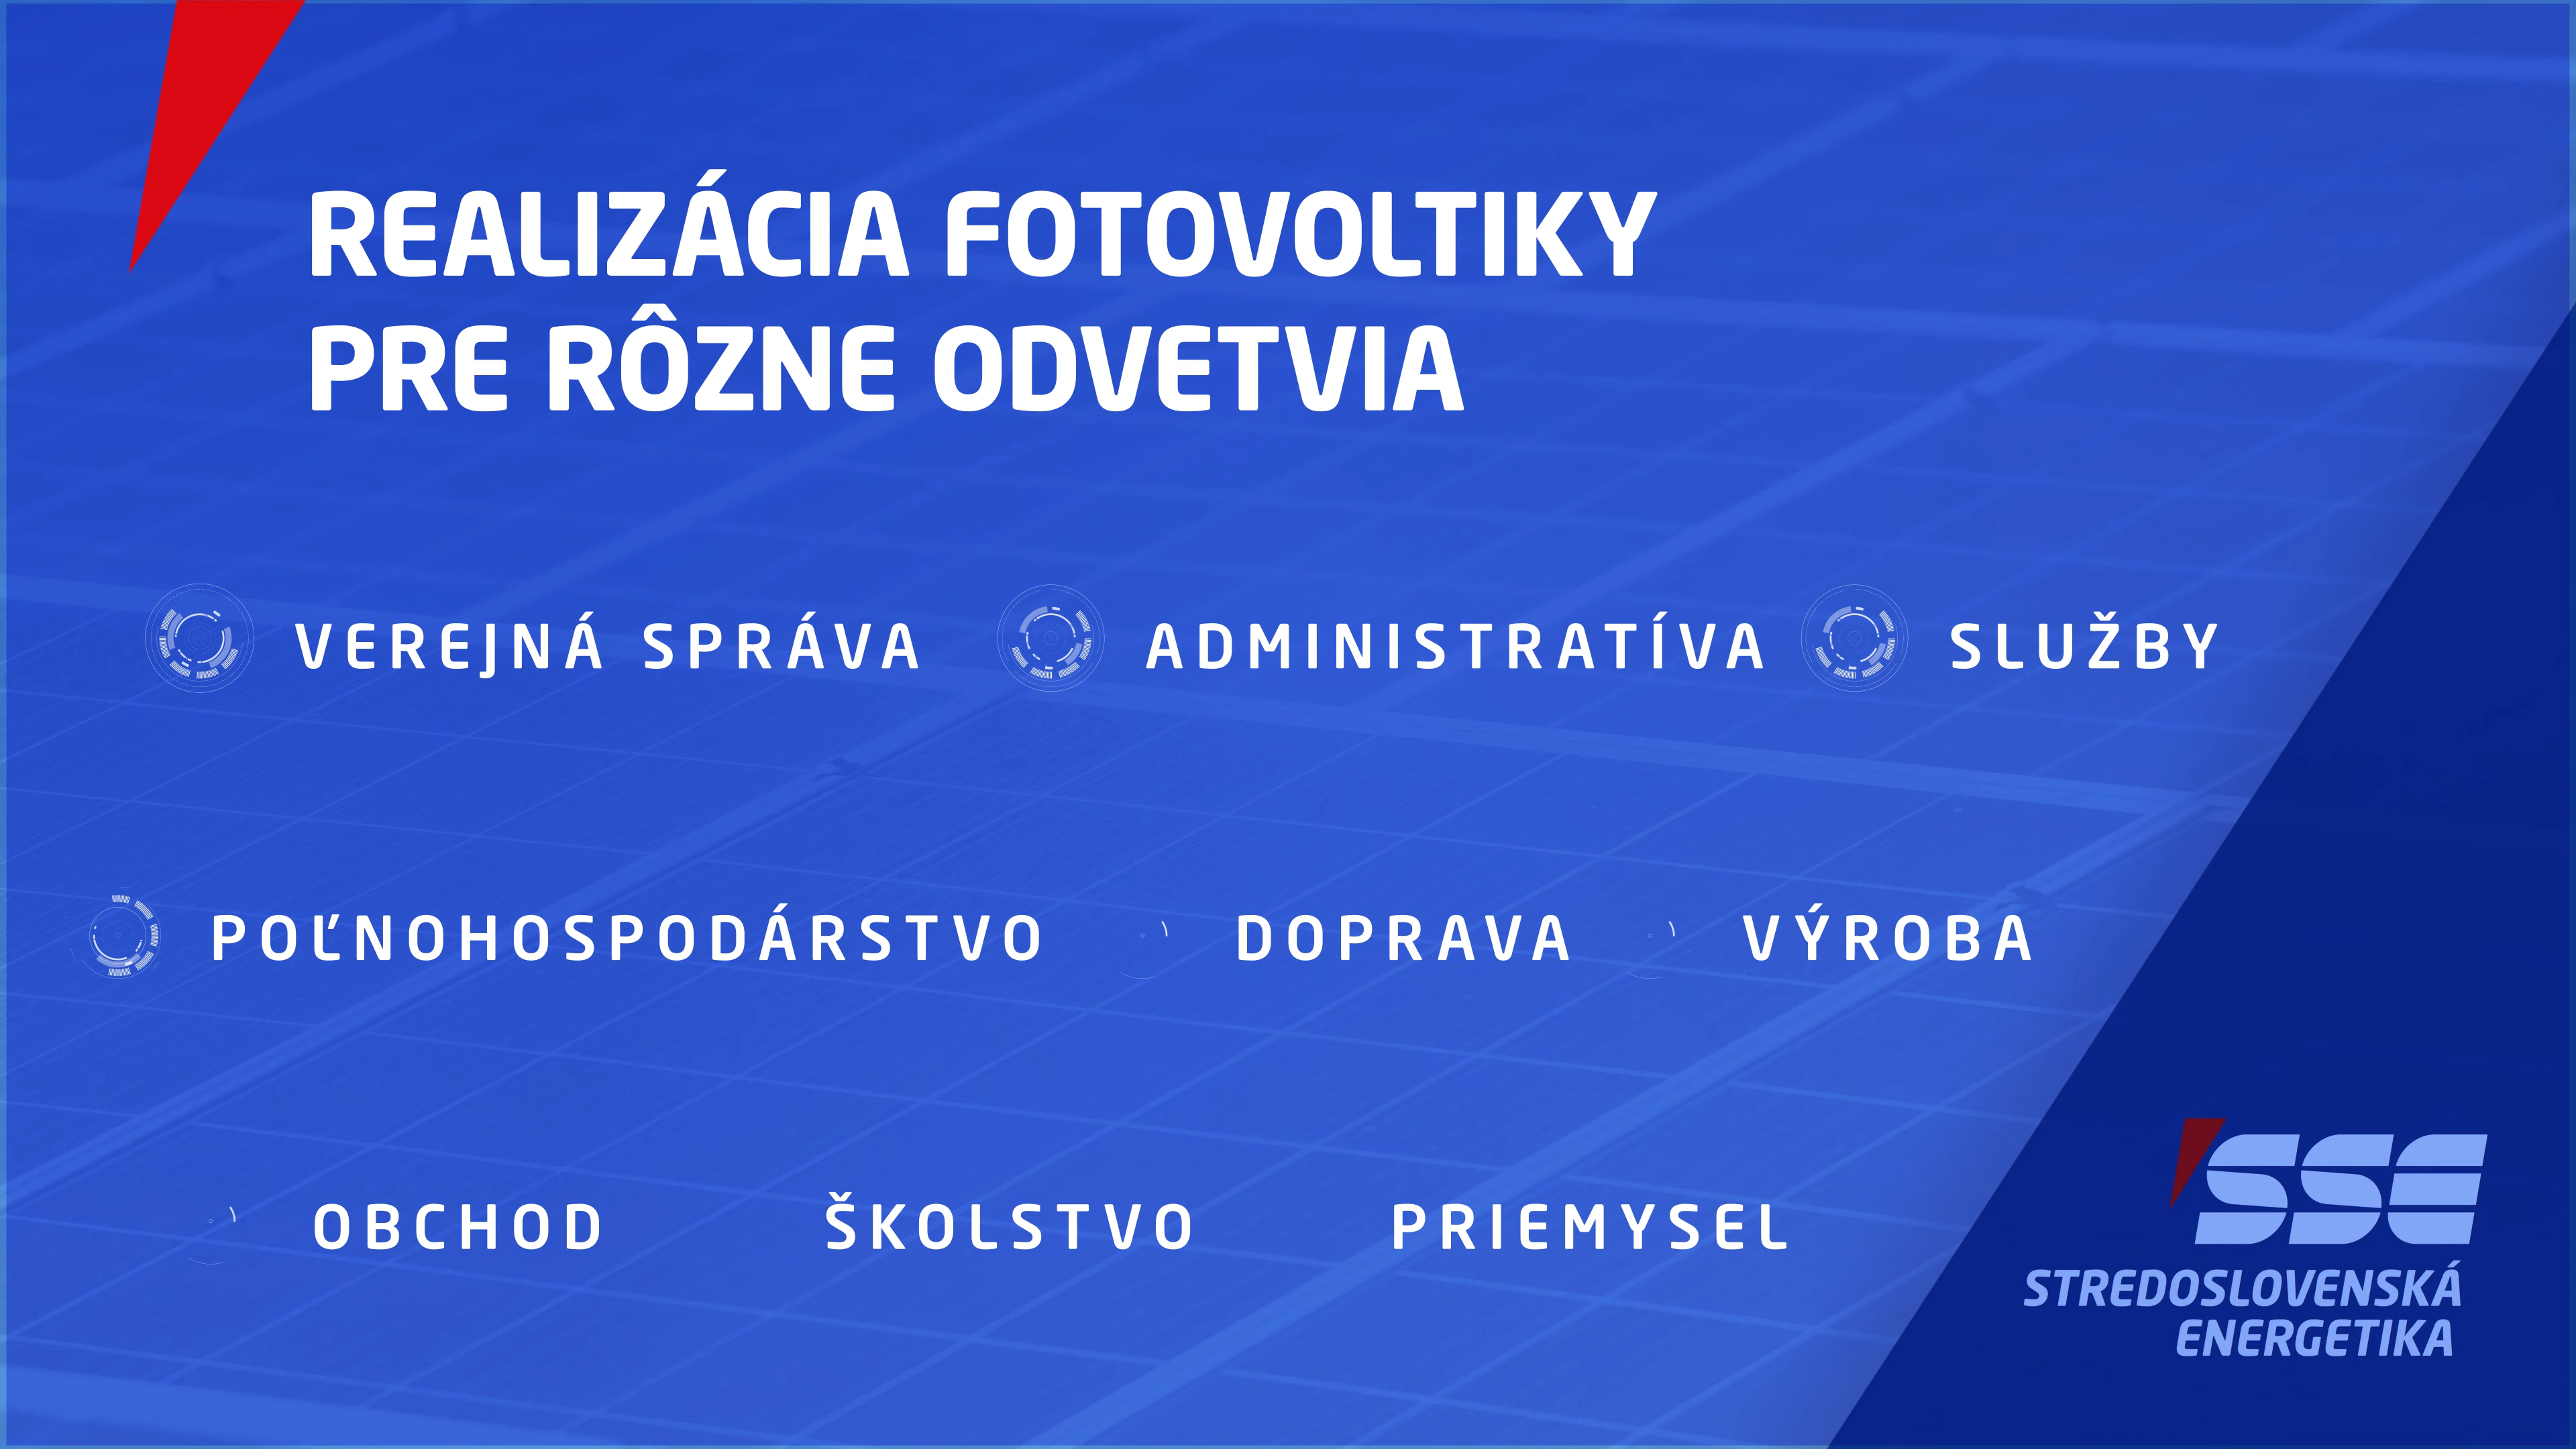 REALIZÁCIA FOTOVOLTIKY
PRE RÔZNE ODVETVIA
VEREJNÁ SPRÁVA ADMINISTRATÍVA SLUŽBY
POĽNOHOSPODÁRSTVO DOPRAVA VÝROBA
OBCHOD ŠKOLSTVO PRIEMYSEL
SSE
STREDOSLOVENSKÁ
ENERGETIKA